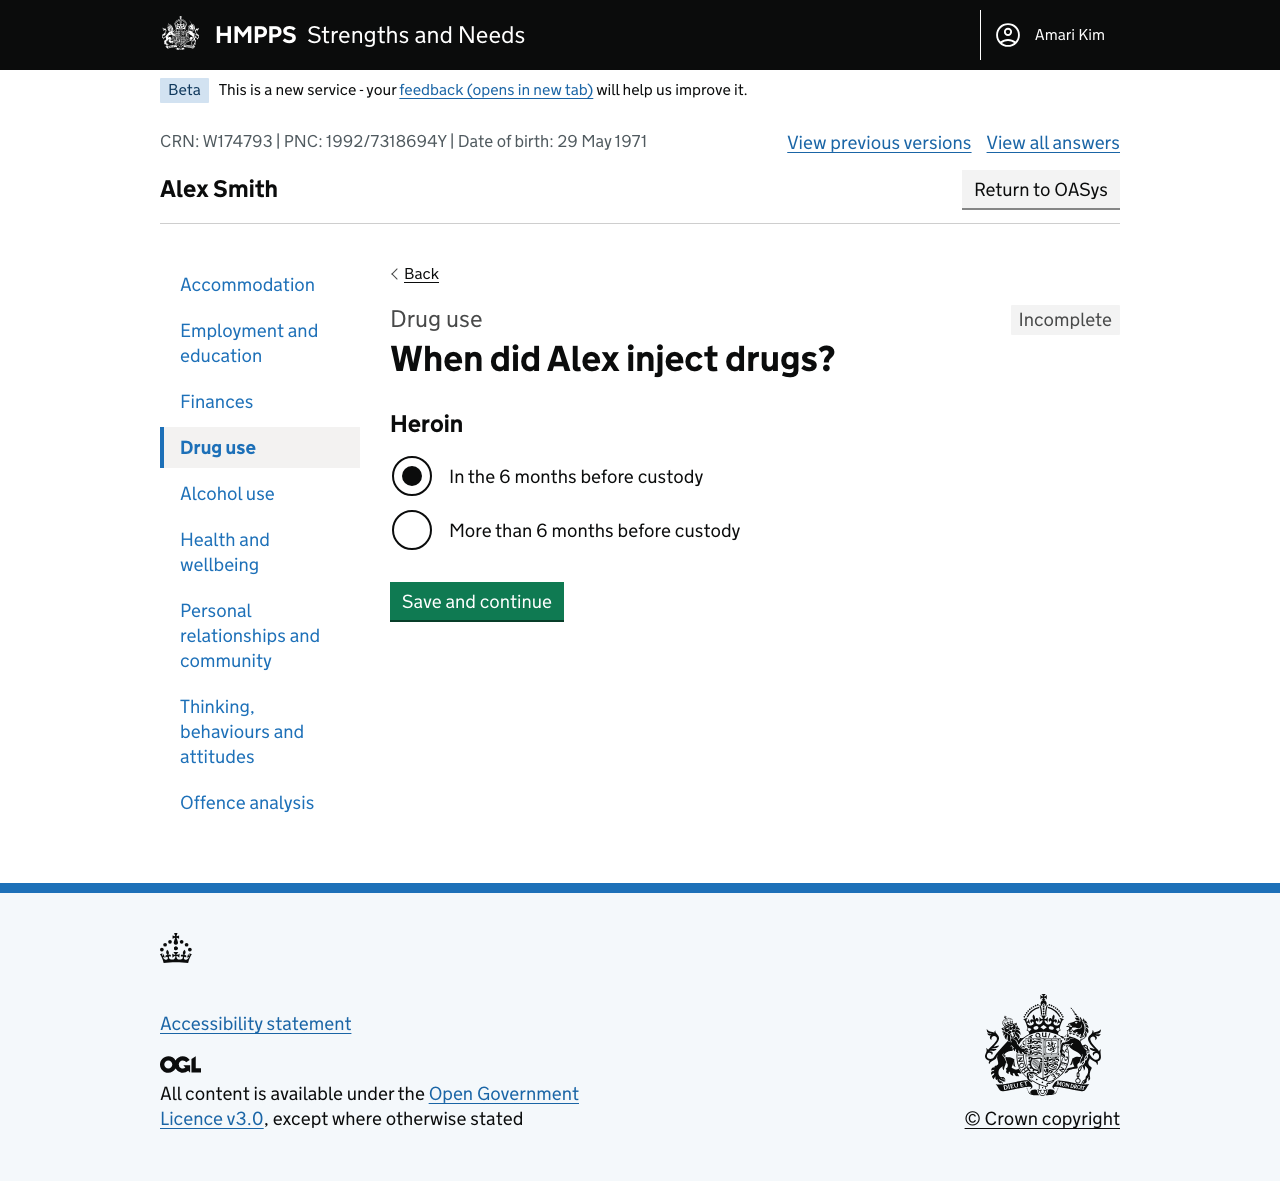 HMPPS Strengths and Needs
Amari Kim
Beta This is a new service - your feedback (opens in new tab) will help us improve it.
CRN: W174793 | PNC: 1992/7318694Y | Date of birth: 29 May 1971
View previous versions View all answers
Alex Smith
Return to OASys
Accommodation
Employment and
education
Finances
Drug use
Alcohol use
Health and
wellbeing
Personal
relationships and
community
Thinking,
behaviours and
attitudes
Offence analysis
Back
Drug use
Incomplete
When did Alex inject drugs?
Heroin
In the 6 months before custody
More than 6 months before custody
Save and continue
Accessibility statement
OGL
All content is available under the Open Government
Licence v3.0, except where otherwise stated
DIEU ET MON DROIT
© Crown copyright